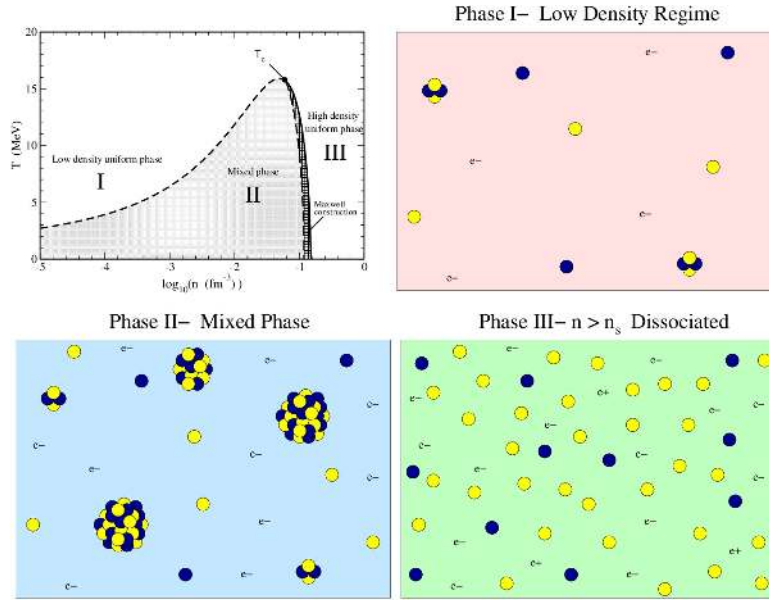 Phase I- Low Density Regime
20
15
10
5
0
T (MeV)
T_c
High density
uniform phase
III
Low density uniform phase
I
Mixed phase
II
Maxwell
construction
-5
-4
-3
-2
-1
0
log₁₀(n (fm⁻³))
e-
e-
e-
e-
Phase II- Mixed Phase
e-
e-
e-
e-
e-
e-
e-
e-
e-
e-
Phase III- n > nₛ Dissociated
e-
e-
e+
e-
e-
e-
e-
e-
e-
e-
e+
e+
e-